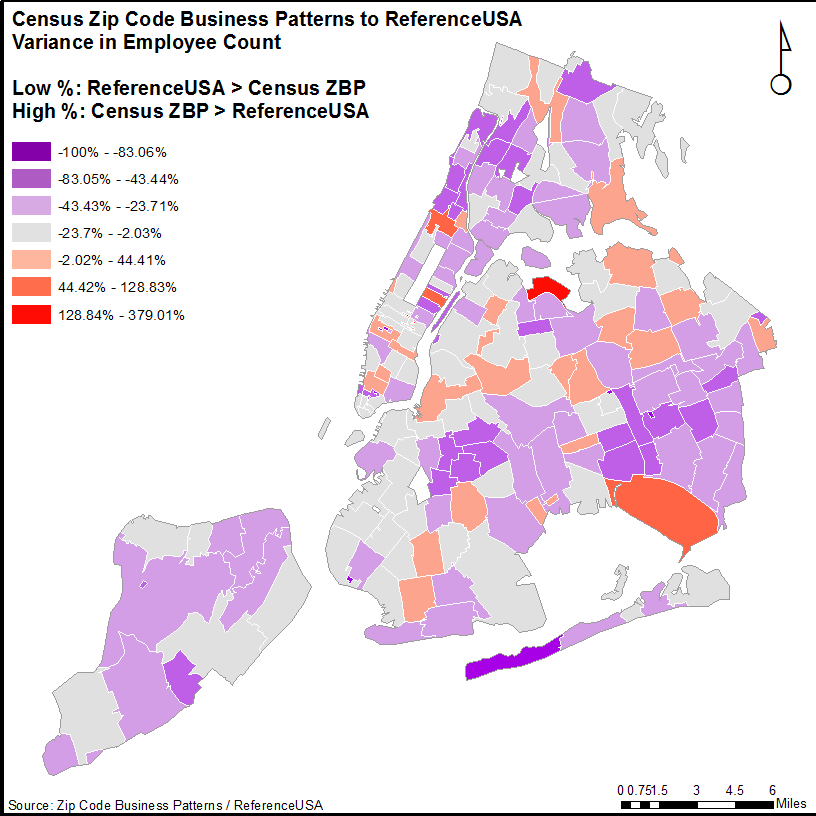 Census Zip Code Business Patterns to ReferenceUSA
Variance in Employee Count
Low %: ReferenceUSA > Census ZBP
High %: Census ZBP > ReferenceUSA
-100% - -83.06%
-83.05% - -43.44%
-43.43% - -23.71%
-23.7% - -2.03%
-2.02% - 44.41%
44.42% - 128.83%
128.84% - 379.01%
0 0.751.5 3 4.5 6
Miles
Source: Zip Code Business Patterns / ReferenceUSA